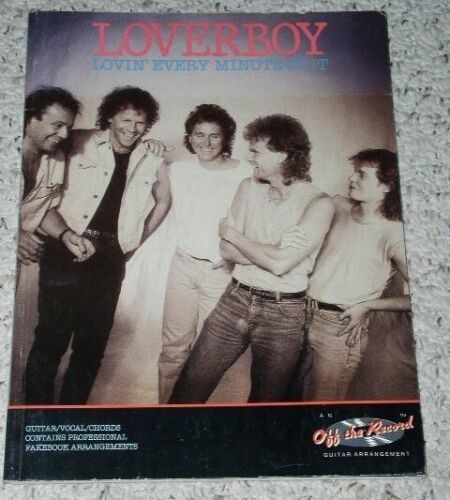 LOVERBOY
LOVIN' EVERY MINUTE OF IT
GUITAR/VOCAL/CHORDS
CONTAINS PROFESSIONAL
FAKEBOOK ARRANGEMENTS
AN
TM
Off the Record
GUITAR ARRANGEMENT